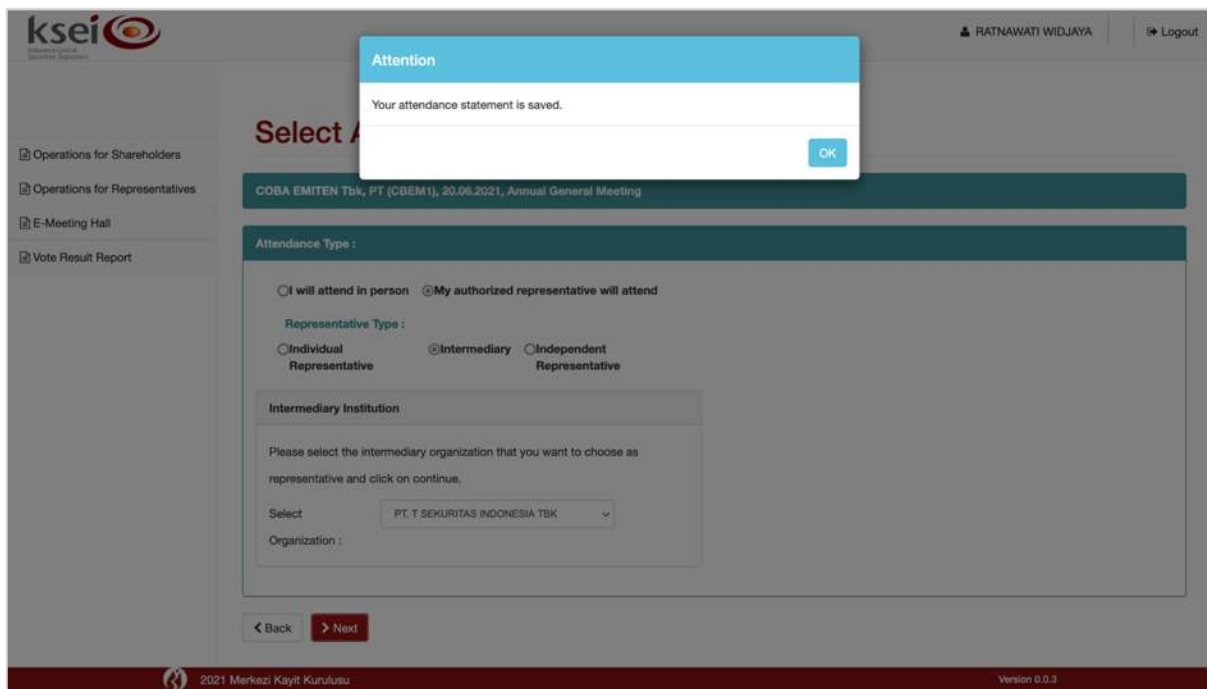 ksei
Indonesia Central
Securities Depository
RATNAWATI WIDJAYA
Logout
Attention
Your attendance statement is saved.
OK
Select A
Operations for Shareholders
Operations for Representatives
E-Meeting Hall
Vote Result Report
COBA EMITEN Tbk, PT (CBEM1), 20.06.2021, Annual General Meeting
Attendance Type :
I will attend in person My authorized representative will attend
Representative Type :
Individual Intermediary Independent
Representative Representative
Intermediary Institution
Please select the intermediary organization that you want to choose as
representative and click on continue.
Select PT. T SEKURITAS INDONESIA TBK
Organization :
Back Next
2021 Merkezi Kayit Kurulusu Version 0.0.3